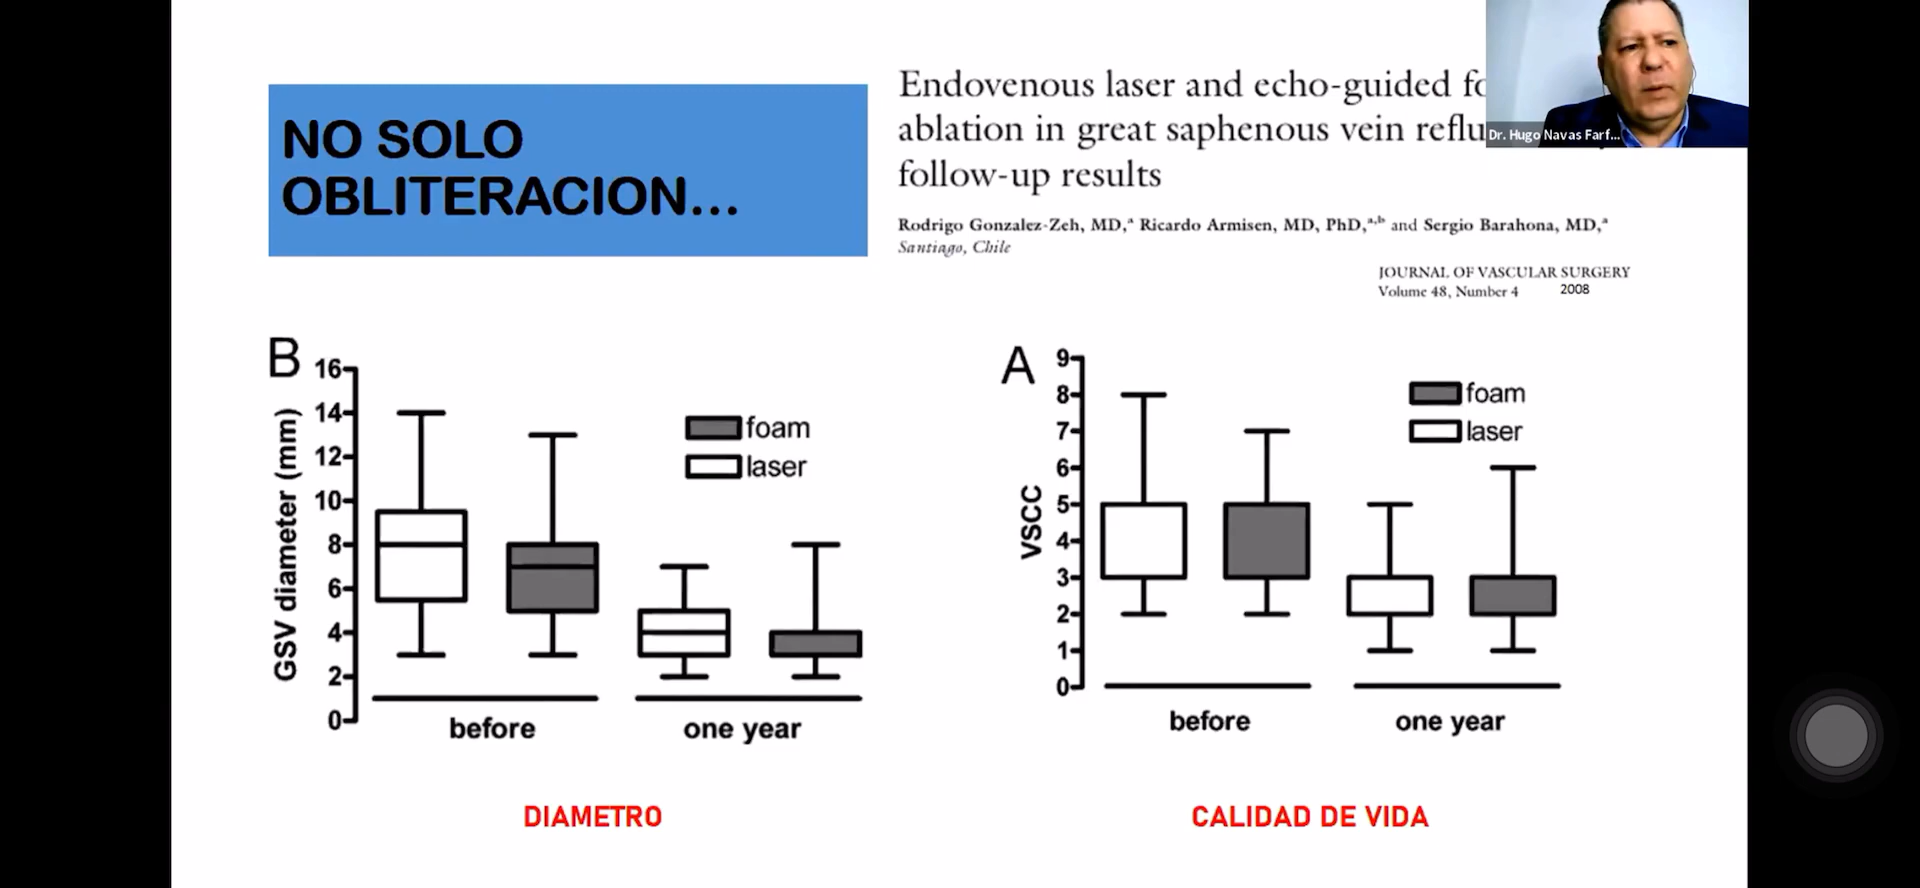 NO SOLO
OBLITERACION...
Endovenous laser and echo-guided
ablation in great saphenous vein
follow-up results
Rodrigo Gonzalez-Zeh, MD,ᵃ Ricardo Armisen, MD, PhD,ᵃ,ᵇ and Sergio Barahona, MD,ᵃ
Santiago, Chile
JOURNAL OF VASCULAR SURGERY
Volume 48, Number 4 2008
Dr. Hugo Navas Farf...
B
GSV diameter (mm)
16
14
12
10
8
6
4
2
0
foam
laser
before one year
DIAMETRO
A
VSCC
9
8
7
6
5
4
3
2
1
0
foam
laser
before one year
CALIDAD DE VIDA